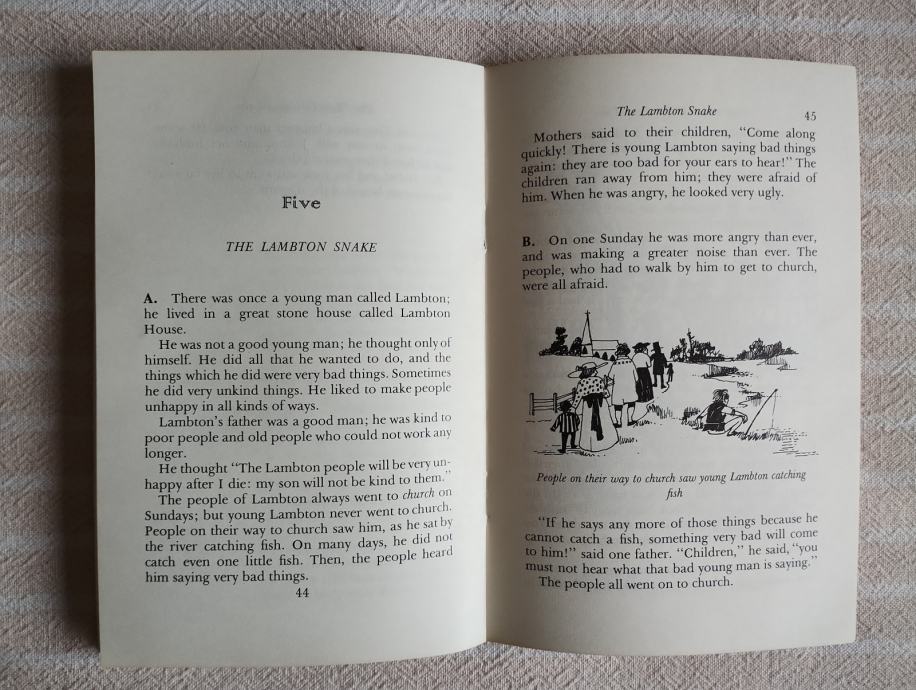 Five
THE LAMBTON SNAKE
A. There was once a young man called Lambton;
he lived in a great stone house called Lambton
House.
He was not a good young man; he thought only of
himself. He did all that he wanted to do, and the
things which he did were very bad things. Sometimes
he did very unkind things. He liked to make people
unhappy in all kinds of ways.
Lambton's father was a good man; he was kind to
poor people and old people who could not work any
longer.
He thought "The Lambton people will be very un-
happy after I die: my son will not be kind to them."
The people of Lambton always went to church on
Sundays; but young Lambton never went to church.
People on their way to church saw him, as he sat by
the river catching fish. On many days, he did not
catch even one little fish. Then, the people heard
him saying very bad things.
44
The Lambton Snake 45
Mothers said to their children, "Come along
quickly! There is young Lambton saying bad things
again: they are too bad for your ears to hear!" The
children ran away from him; they were afraid of
him. When he was angry, he looked very ugly.
B. On one Sunday he was more angry than ever,
and was making a greater noise than ever. The
people, who had to walk by him to get to church,
were all afraid.
People on their way to church saw young Lambton catching
fish
"If he says any more of those things because he
cannot catch a fish, something very bad will come
to him!" said one father. "Children," he said, "you
must not hear what that bad young man is saying."
The people all went on to church.